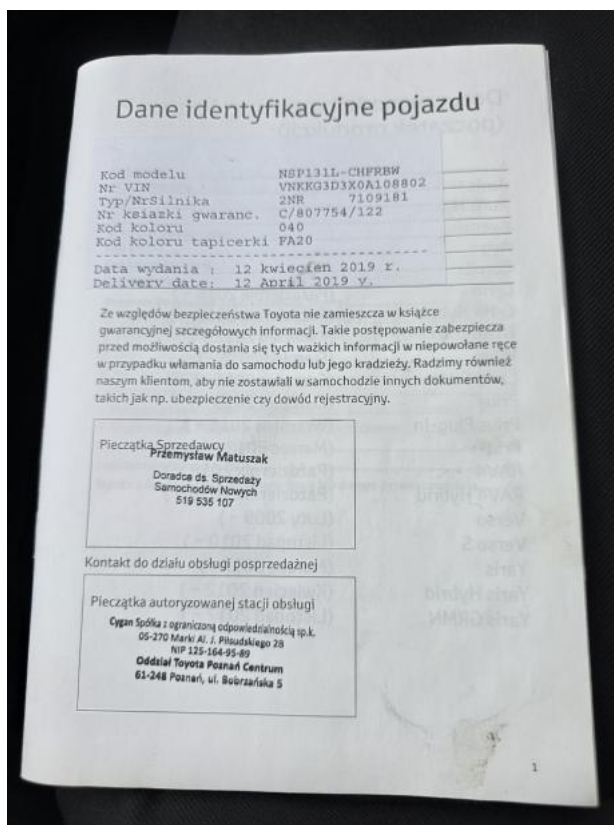 Dane identyfikacyjne pojazdu
Kod modelu NSP131L-CHFRBW
Nr VIN VNKKG3D3X0A108802
Typ/NrSilnika 2NR 7109181
Nr ksiazki gwaranc. C/807754/122
Kod koloru 040
Kod koloru tapicerki FA20
Data wydania : 12 kwiecien 2019 r.
Delivery date: 12 April 2019 y.
Ze względów bezpieczeństwa Toyota nie zamieszcza w książce
gwarancyjnej szczegółowych informacji. Takie postępowanie zabezpiecza
przed możliwością dostania się tych ważkich informacji w niepowołane ręce
w przypadku włamania do samochodu lub jego kradzieży. Radzimy również
naszym klientom, aby nie zostawiali w samochodzie innych dokumentów,
takich jak np. ubezpieczenie czy dowód rejestracyjny.
Pieczątka Sprzedawcy
Przemysław Matuszak
Doradca ds. Sprzedaży
Samochodów Nowych
519 535 107
Kontakt do działu obsługi posprzedażnej
Pieczątka autoryzowanej stacji obsługi
Cygan Spółka z ograniczoną odpowiedzialnością sp.k.
05-270 Marki Al. J. Piłsudskiego 28
NIP 125-164-95-89
Oddział Toyota Poznań Centrum
61-248 Poznań, ul. Bobrzańska 5
1